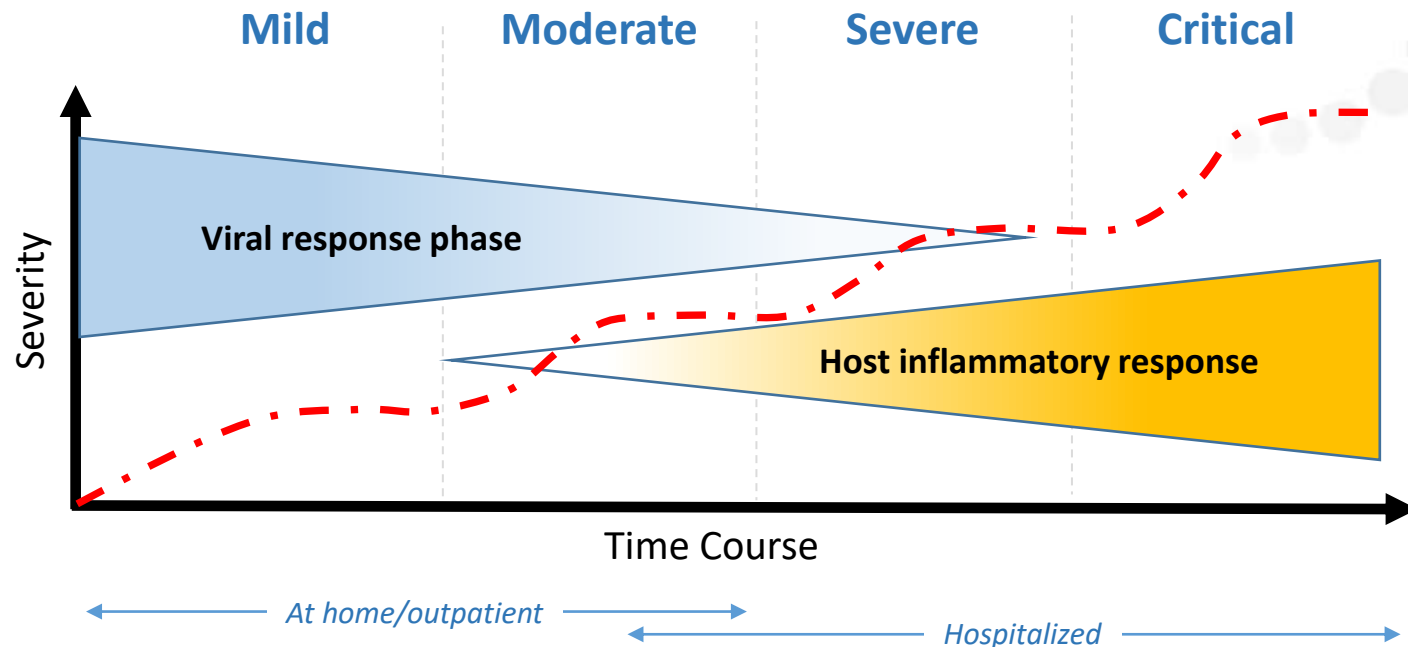 Mild Moderate Severe Critical
Severity
Viral response phase
Host inflammatory response
Time Course
At home/outpatient
Hospitalized